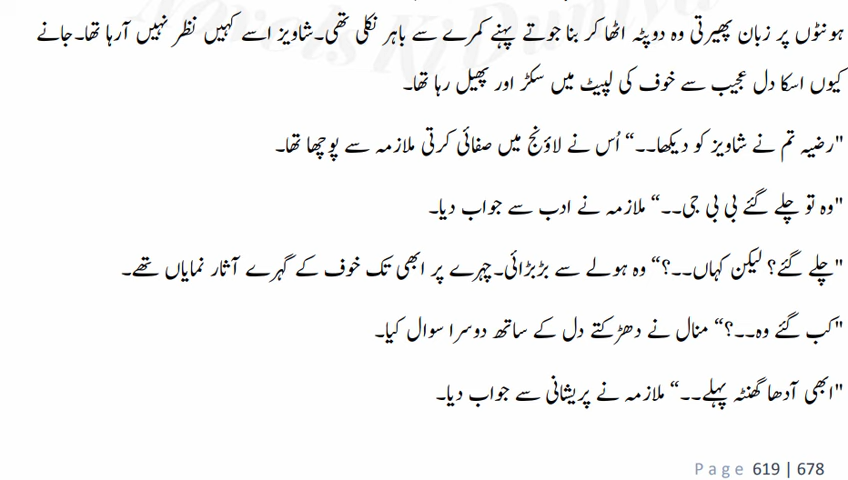 ہونٹوں پر زبان پھیرتی وہ دوپٹہ اٹھا کر بنا جوتے پہنے کمرے سے باہر نکلی تھی۔شاویز اسے کہیں نظر نہیں آرہا تھا۔جانے
کیوں اسکا دل عجیب سے خوف کی لپیٹ میں سکڑ اور پھیل رہا تھا۔
"رضیہ تم نے شاویز کو دیکھا۔۔“ اُس نے لاؤنج میں صفائی کرتی ملازمہ سے پوچھا تھا۔
"وہ تو چلے گئے بی بی جی۔۔“ ملازمہ نے ادب سے جواب دیا۔
"چلے گئے؟ لیکن کہاں۔۔؟“ وہ ہولے سے بڑبڑائی۔چہرے پر ابھی تک خوف کے گہرے آثار نمایاں تھے۔
"کب گئے وہ۔۔؟“ منال نے دھڑکتے دل کے ساتھ دوسرا سوال کیا۔
"ابھی آدھا گھنٹہ پہلے۔۔“ ملازمہ نے پریشانی سے جواب دیا۔
Page 619 | 678